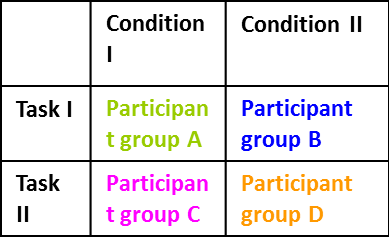 Condition
I
Condition II
Task I
Participan
t group A
Participant
group B
Task
II
Participan
t group C
Participant
group D